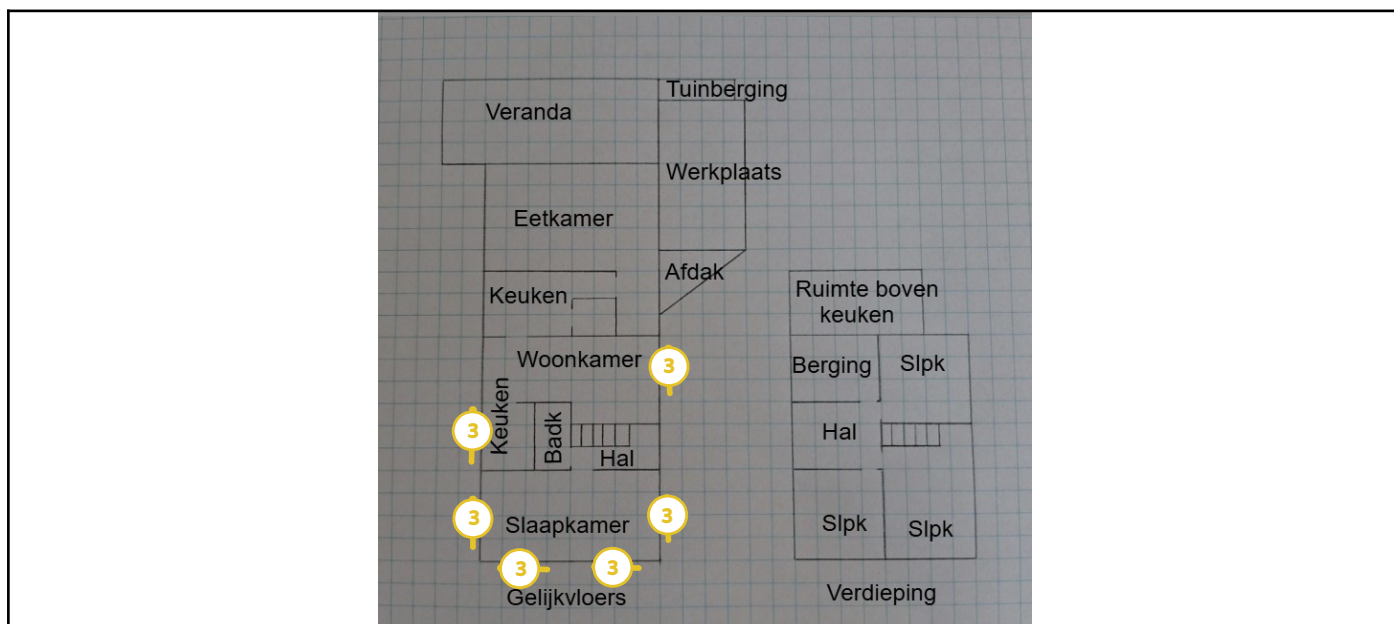 Tuinberging
Veranda
Werkplaats
Eetkamer
Afdak
Keuken
Ruimte boven
keuken
Woonkamer
3
Berging
Slpk
Keuken
3
Badk
Hal
Hal
3
Slaapkamer
3
Slpk
Slpk
3
3
Gelijkvloers
Verdieping